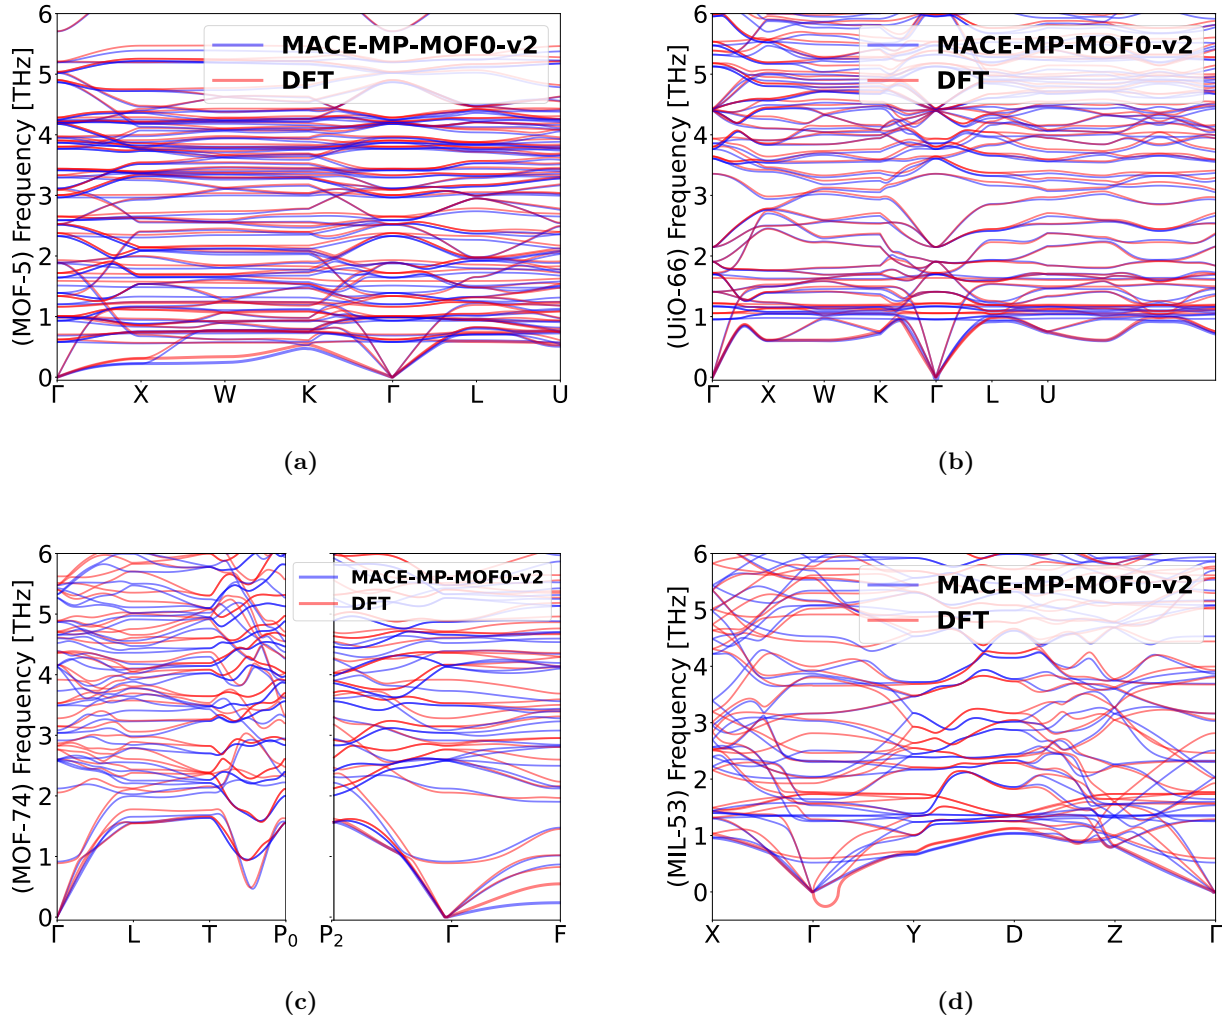 (MOF-5) Frequency [THz]
6
5
4
3
2
1
0
MACE-MP-MOF0-v2
DFT
Γ X W K Γ L U
(a)
(UiO-66) Frequency [THz]
6
5
4
3
2
1
0
MACE-MP-MOF0-v2
DFT
Γ X W K Γ L U
(b)
(MOF-74) Frequency [THz]
6
5
4
3
2
1
0
MACE-MP-MOF0-v2
DFT
Γ L T P0 P2 Γ F
(c)
(MIL-53) Frequency [THz]
6
5
4
3
2
1
0
MACE-MP-MOF0-v2
DFT
X Γ Y D Z Γ
(d)